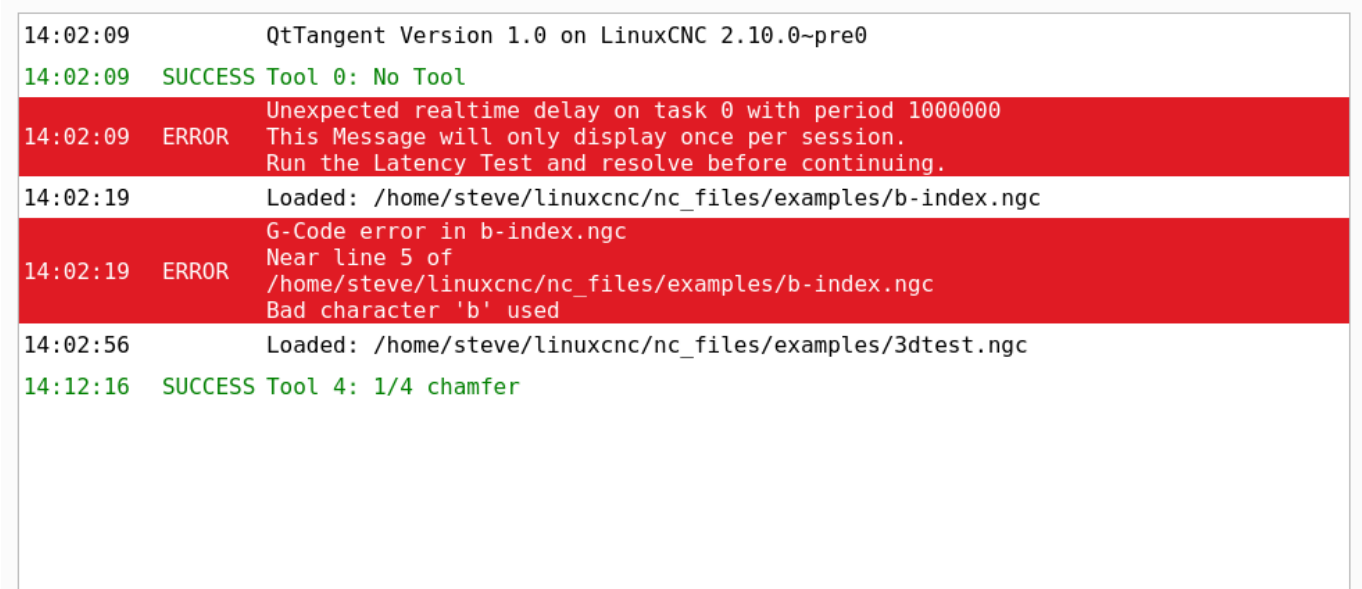 14:02:09 QtTangent Version 1.0 on LinuxCNC 2.10.0~pre0
14:02:09 SUCCESS Tool 0: No Tool
Unexpected realtime delay on task 0 with period 1000000
14:02:09 ERROR This Message will only display once per session.
Run the Latency Test and resolve before continuing.
14:02:19 Loaded: /home/steve/linuxcnc/nc_files/examples/b-index.ngc
G-Code error in b-index.ngc
Near line 5 of
14:02:19 ERROR
/home/steve/linuxcnc/nc_files/examples/b-index.ngc
Bad character 'b' used
14:02:56 Loaded: /home/steve/linuxcnc/nc_files/examples/3dtest.ngc
14:12:16 SUCCESS Tool 4: 1/4 chamfer